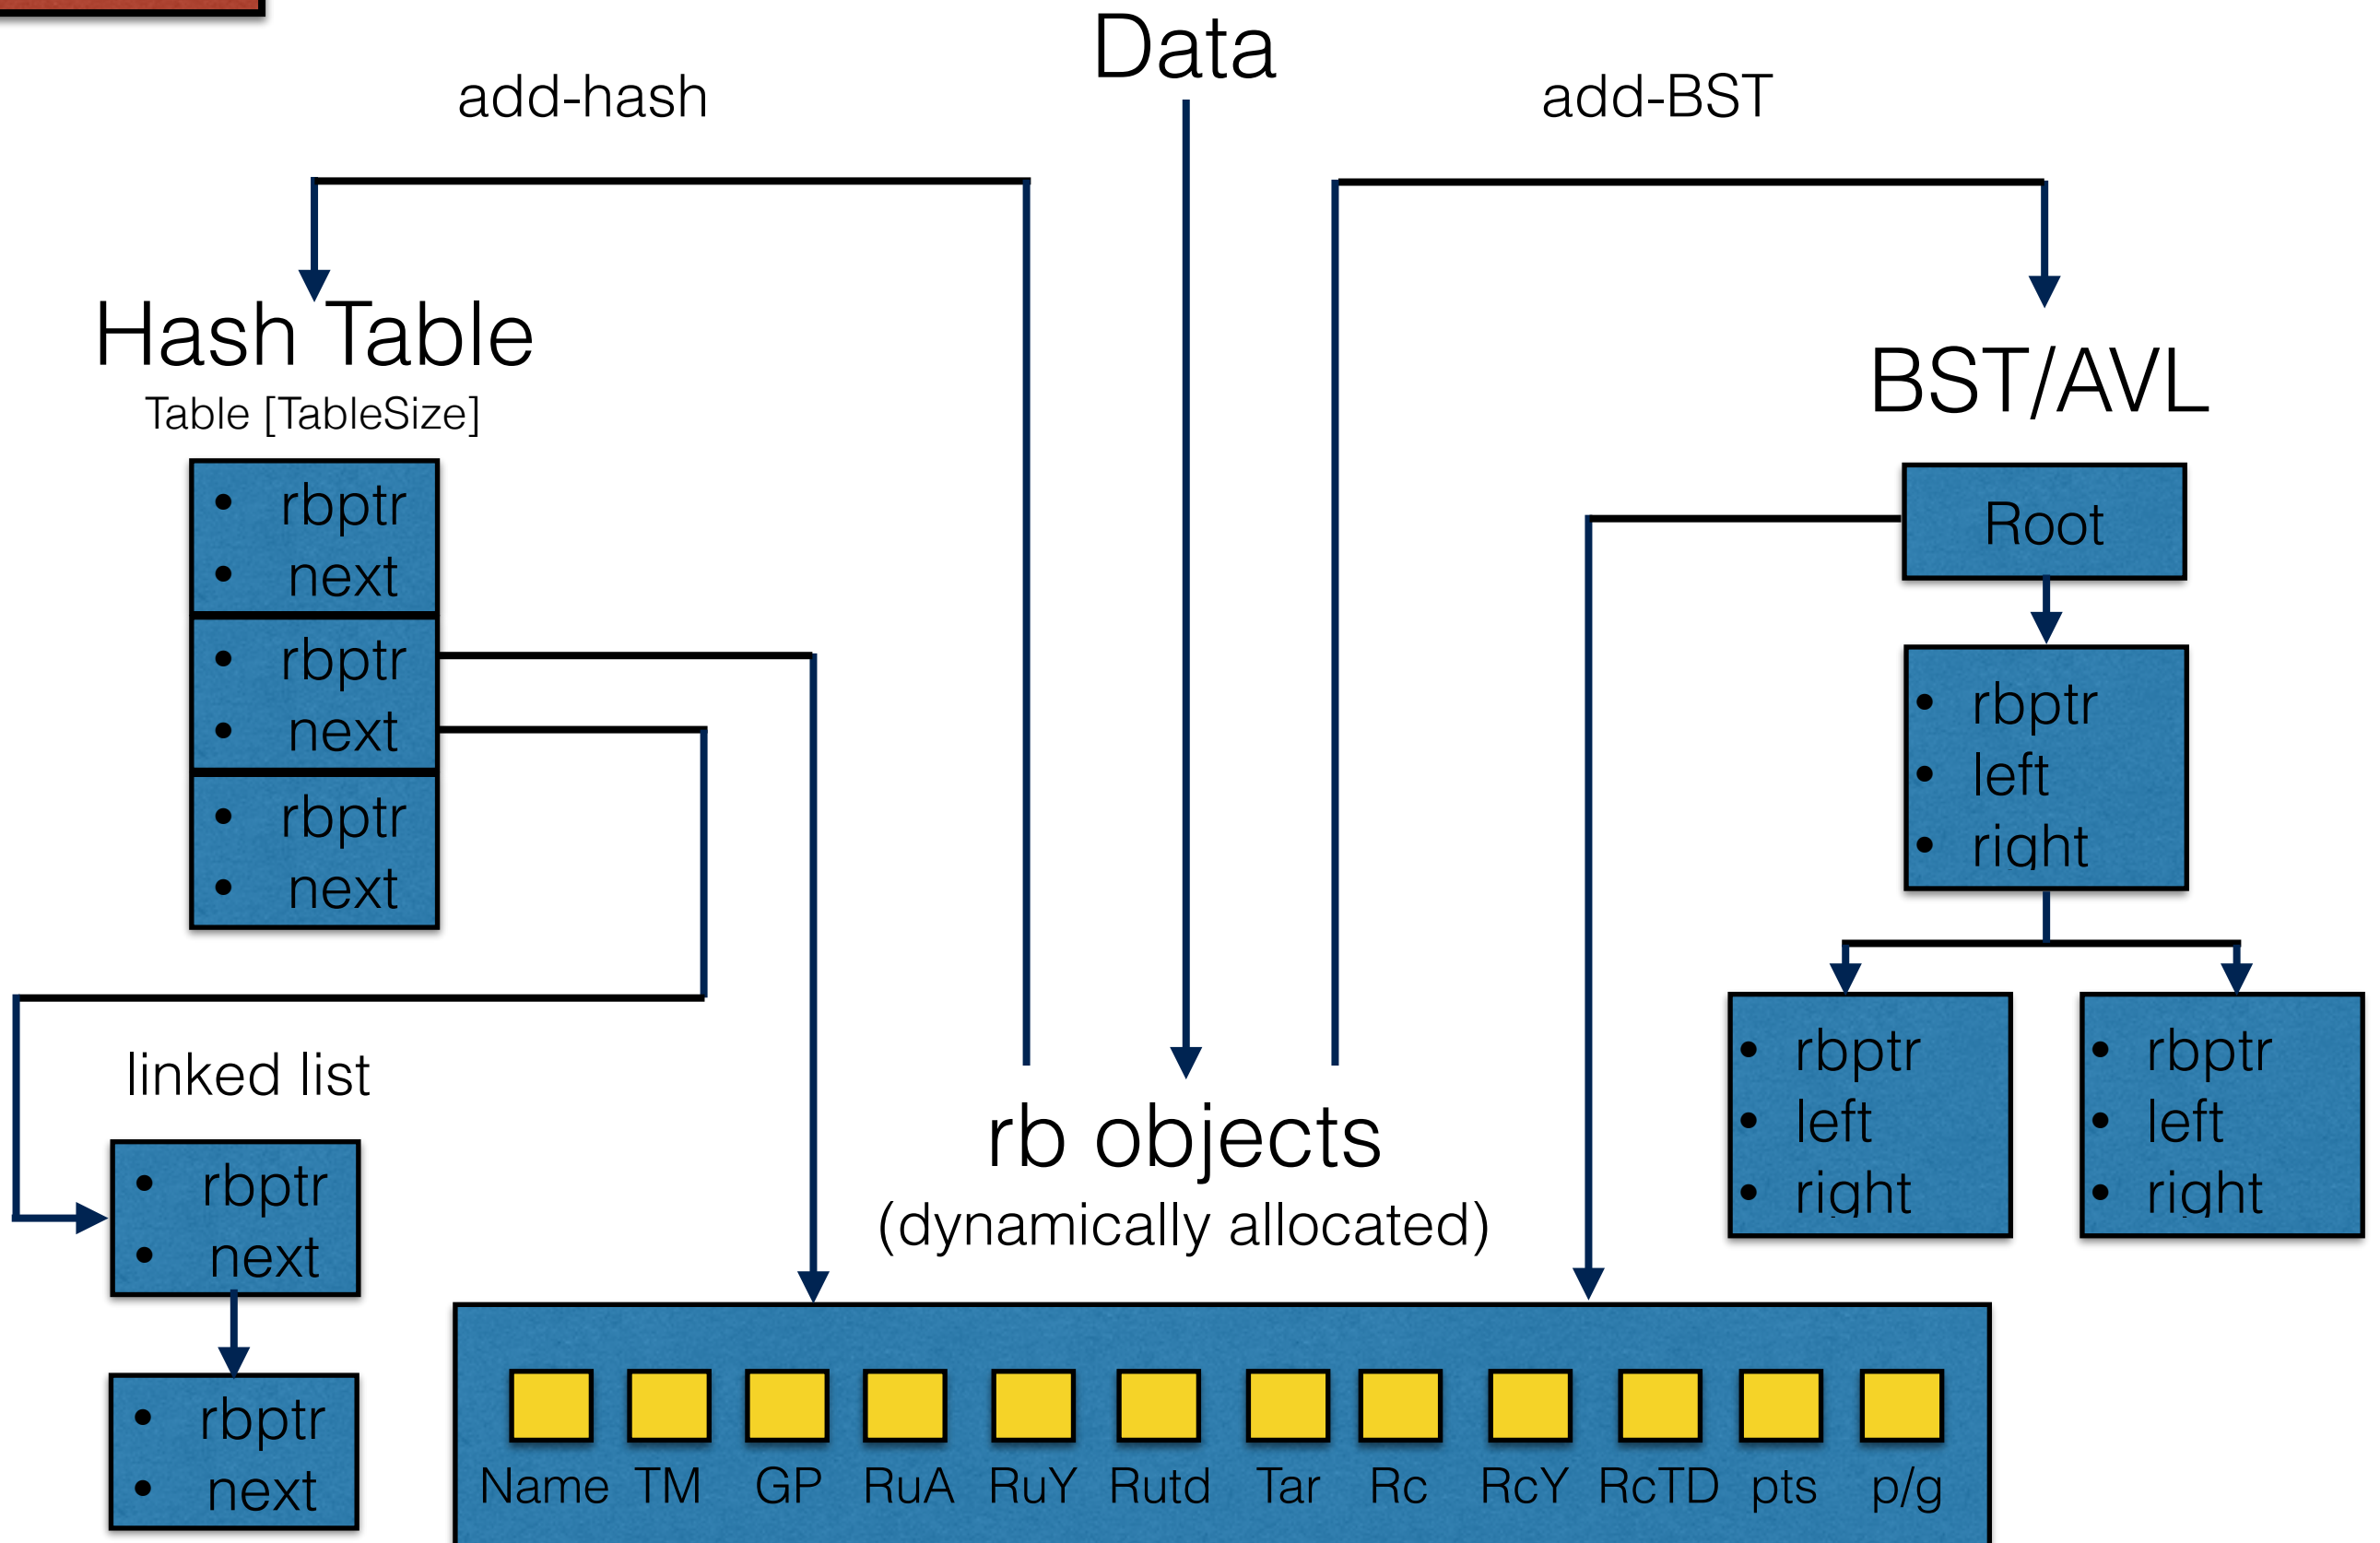 Data
add-hash
add-BST
Hash Table
Table [TableSize]
• rbptr
• next
• rbptr
• next
• rbptr
• next
linked list
• rbptr
• next
• rbptr
• next
BST/AVL
Root
• rbptr
• left
• right
• rbptr
• left
• right
• rbptr
• left
• right
rb objects
(dynamically allocated)
Name TM GP RuA RuY Rutd Tar Rc RcY RcTD pts p/g